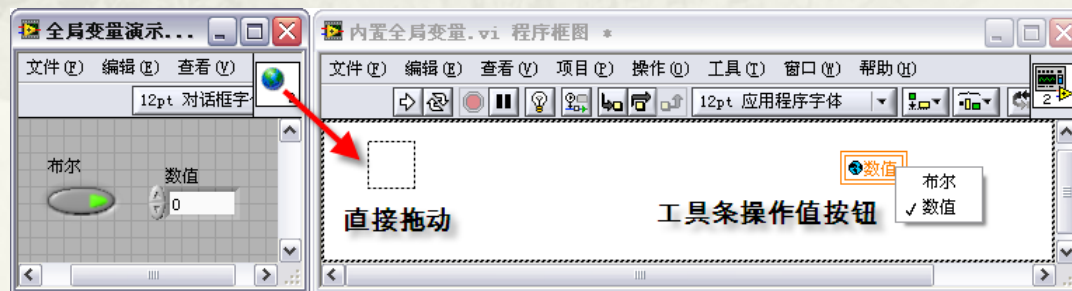 全局变量演示...
文件(F) 编辑(E) 查看(V)
12pt 对话框字
布尔
数值
0
内置全局变量.vi 程序框图 *
文件(F) 编辑(E) 查看(V) 项目(P) 操作(O) 工具(T) 窗口(W) 帮助(H)
12pt 应用程序字体
2
数值
布尔
✓ 数值
直接拖动
工具条操作值按钮